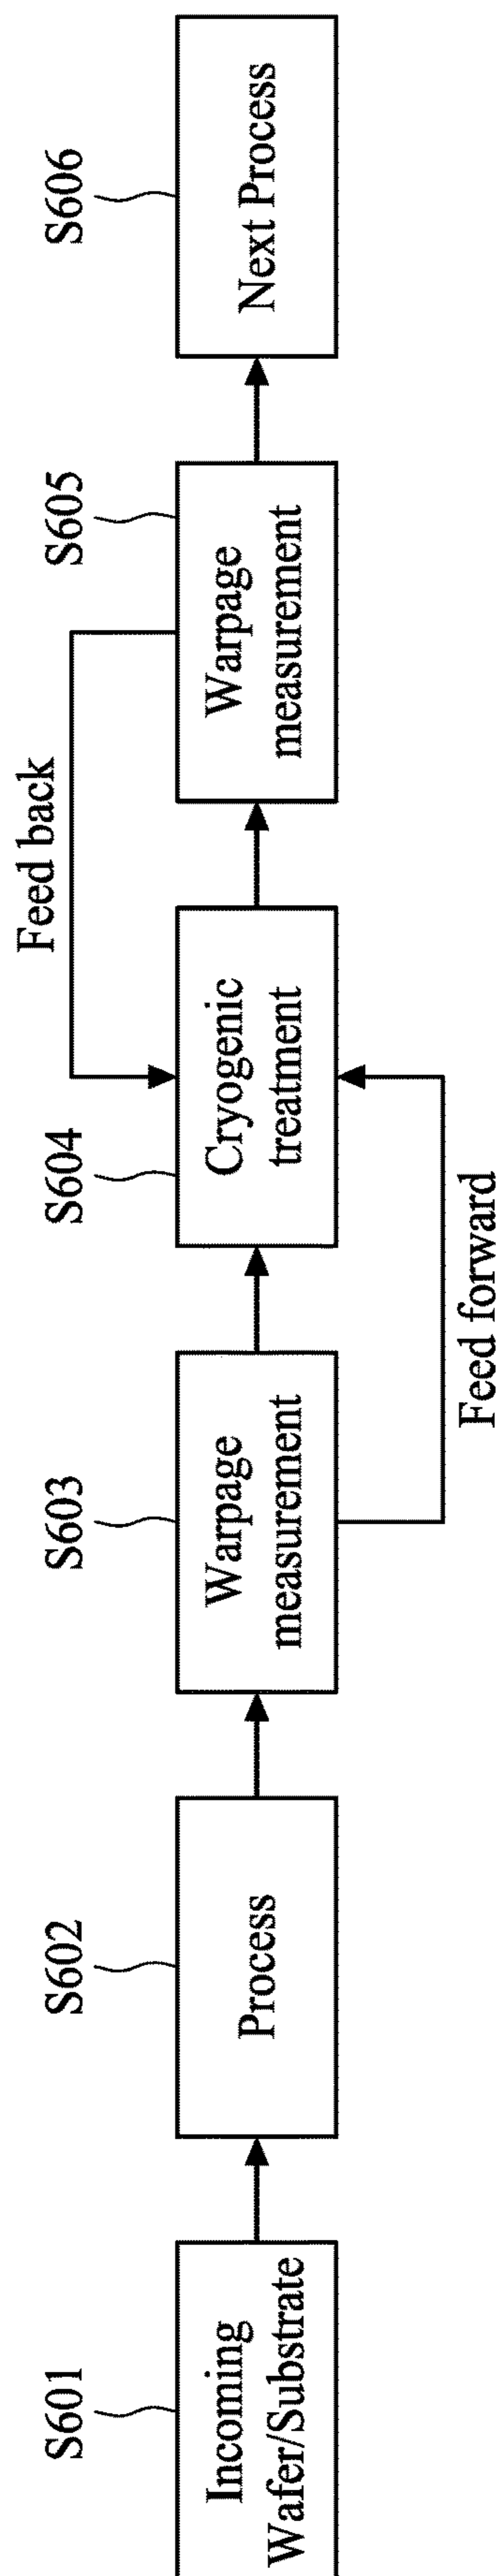 S601
Incoming
Wafer/Substrate
S602
Process
S603
Warpage
measurement
Feed forward
S604
Cryogenic
treatment
Feed back
S605
Warpage
measurement
S606
Next Process